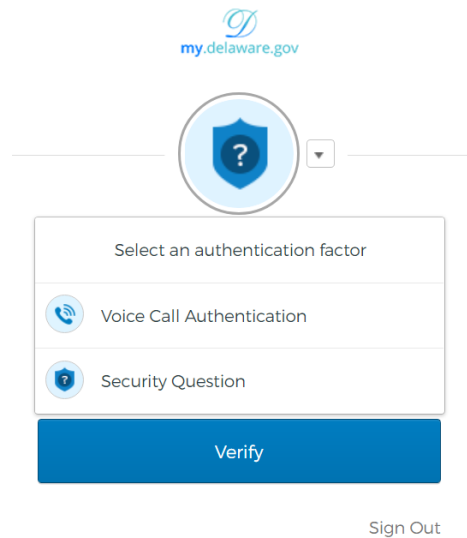 D
my.delaware.gov
?
Select an authentication factor
Voice Call Authentication
?
Security Question
Verify
Sign Out